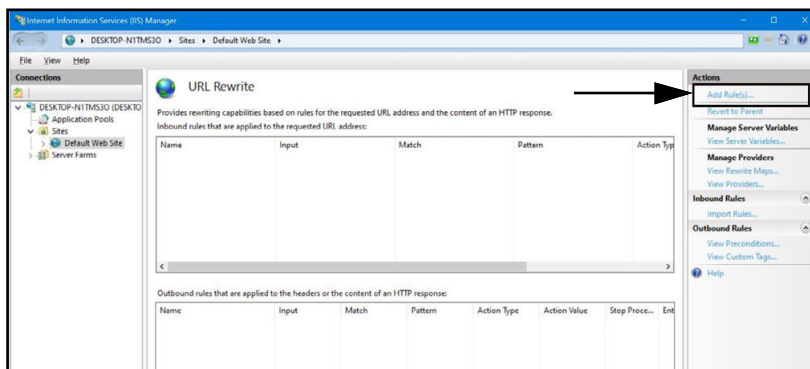 Internet Information Services (IIS) Manager
DESKTOP-N1TMS3O Sites Default Web Site
File View Help
Connections
DESKTOP-N1TMS3O (DESKTO
Application Pools
Sites
Default Web Site
Server Farms
URL Rewrite
Provides rewriting capabilities based on rules for the requested URL address and the content of an HTTP response.
Inbound rules that are applied to the requested URL address:
Name Input Match Pattern Action Typ
Outbound rules that are applied to the headers or the content of an HTTP response:
Name Input Match Pattern Action Type Action Value Stop Proce... Ent
Actions
Add Rule(s)...
Revert to Parent
Manage Server Variables
View Server Variables...
Manage Providers
View Rewrite Maps...
View Providers...
Inbound Rules
Import Rules...
Outbound Rules
View Preconditions...
View Custom Tags...
Help